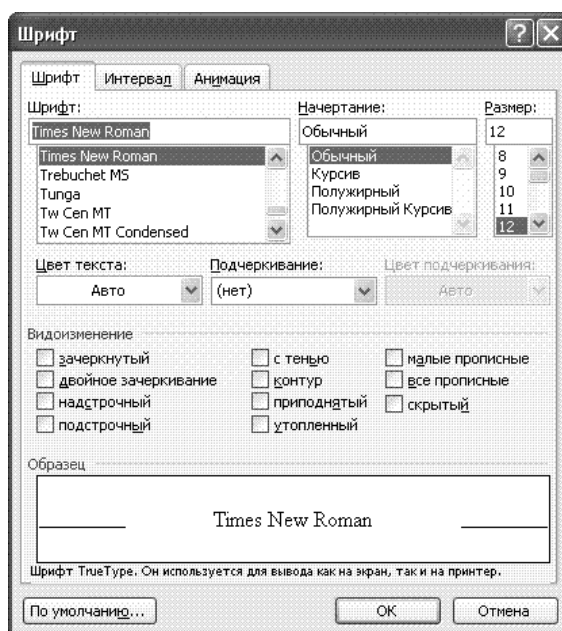 Шрифт
Шрифт Интервал Анимация
Шрифт: Начертание: Размер:
Times New Roman Обычный 12
Times New Roman Обычный 8
Trebuchet MS Курсив 9
Tunga Полужирный 10
Tw Cen MT Полужирный Курсив 11
Tw Cen MT Condensed 12
Цвет текста: Подчеркивание: Цвет подчеркивания:
Авто (нет) Авто
Видоизменение
зачеркнутый с тенью малые прописные
двойное зачеркивание контур все прописные
надстрочный приподнятый скрытый
подстрочный утопленный
Образец
Times New Roman
Шрифт TrueType. Он используется для вывода как на экран, так и на принтер.
По умолчанию... ОК Отмена